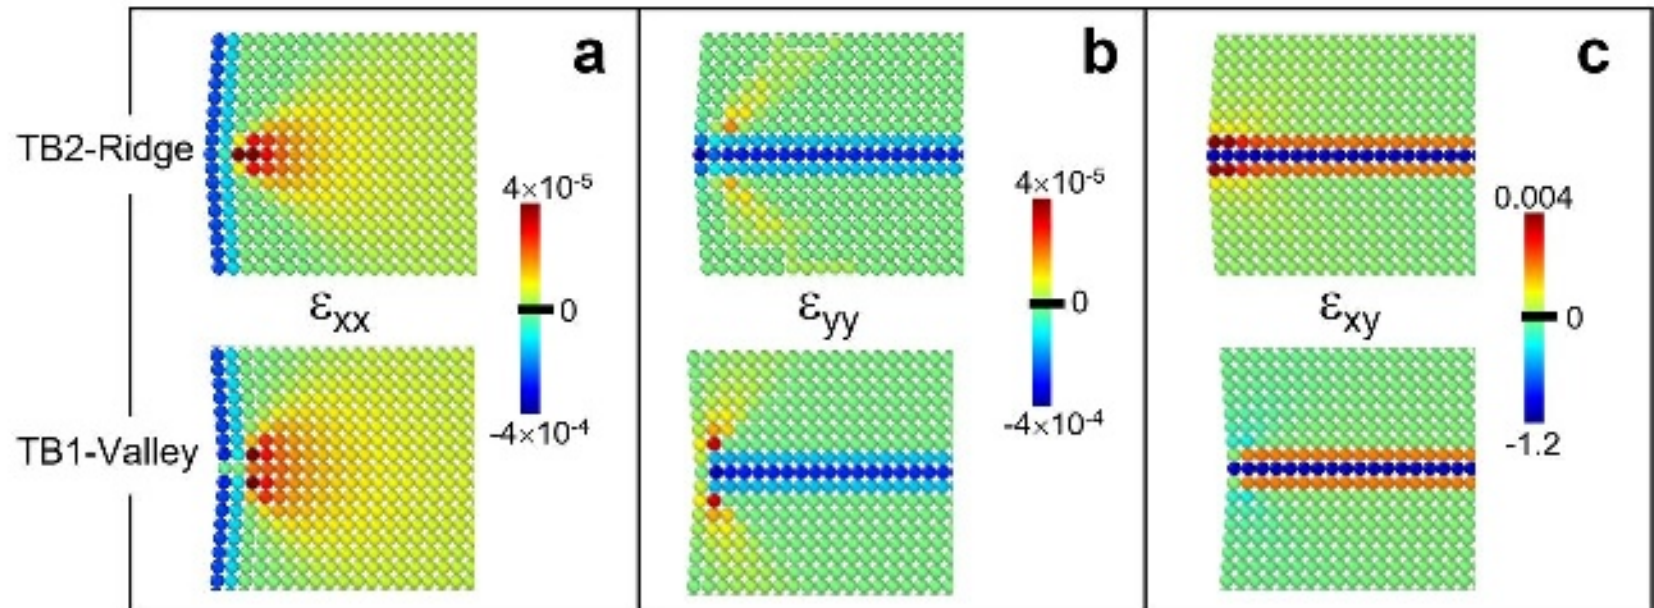 a
b
c
TB2-Ridge
4×10⁻⁵
0
-4×10⁻⁴
εxx
4×10⁻⁵
0
-4×10⁻⁴
εyy
0.004
0
-1.2
εxy
TB1-Valley